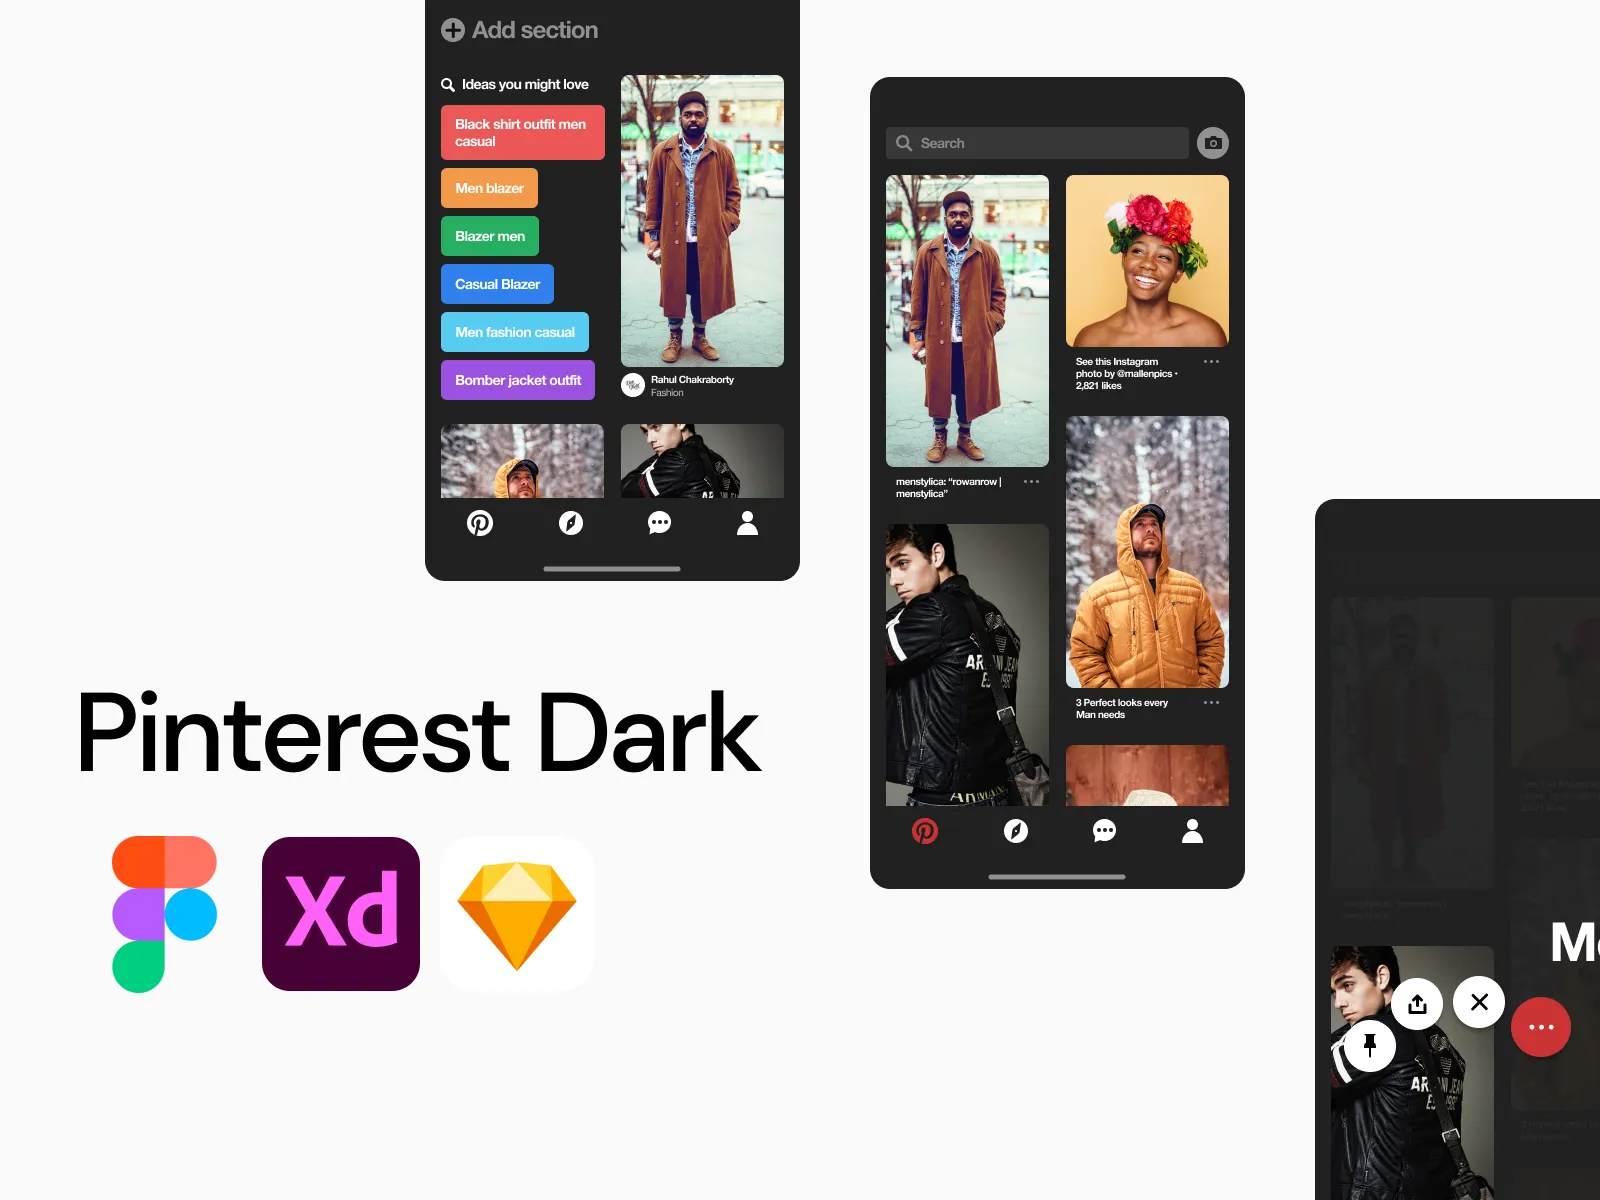 Add section
Ideas you might love
Black shirt outfit men
casual
Men blazer
Blazer men
Casual Blazer
Men fashion casual
Bomber jacket outfit
Rahul Chakraborty
Fashion
Search
See this Instagram
photo by @mallenpics •
2,821 likes
menstylica: “rowanrow |
menstylica”
3 Perfect looks every
Man needs
ARMANI
Pinterest Dark
Xd